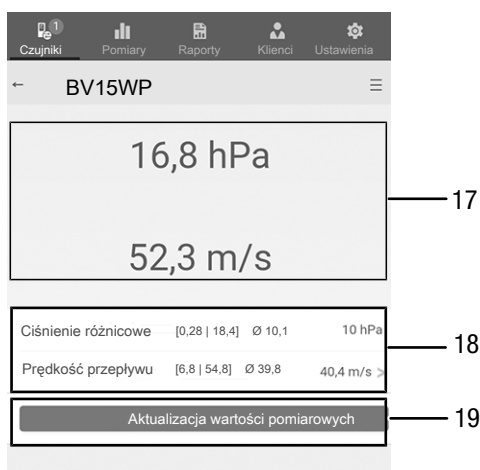 1
Czujniki Pomiary Raporty Klienci Ustawienia
← BV15WP ☰
16,8 hPa
17
52,3 m/s
Ciśnienie różnicowe [0,28 | 18,4] Ø 10,1 10 hPa
18
Prędkość przepływu [6,8 | 54,8] Ø 39,8 40,4 m/s >
Aktualizacja wartości pomiarowych
19